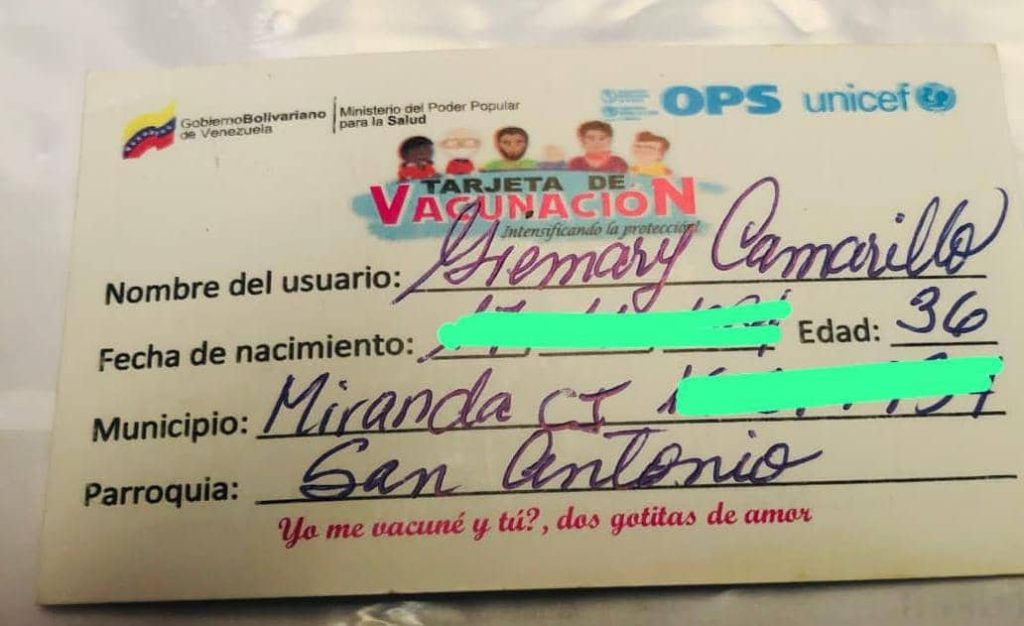 GobiernoBolivariano de Venezuela
Ministerio del Poder Popular para la Salud
OPS
unicef
TARJETA DE
VACUNACIÓN
Intensificando la protección!
Nombre del usuario: Giemary Camarillo
Fecha de nacimiento: Edad: 36
Municipio: Miranda CI
Parroquia: San Antonio
Yo me vacuné y tú?, dos gotitas de amor